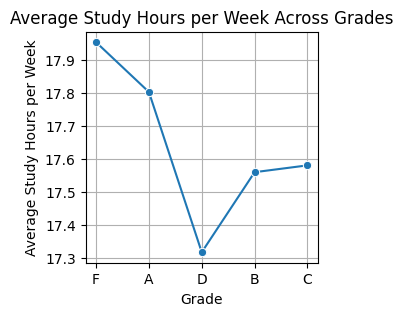 Average Study Hours per Week Across Grades
Average Study Hours per Week
17.9
17.8
17.7
17.6
17.5
17.4
17.3
F A D B C
Grade